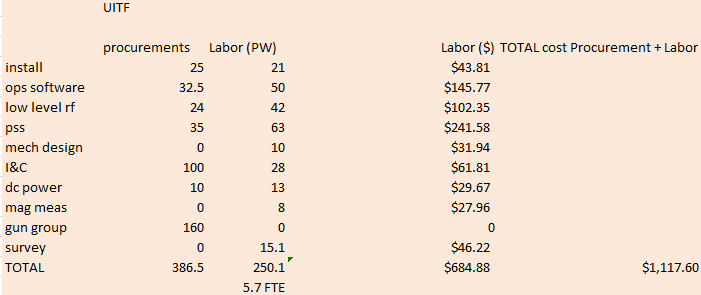 UITF
procurements Labor (PW) Labor ($) TOTAL cost Procurement + Labor
install 25 21 $43.81
ops software 32.5 50 $145.77
low level rf 24 42 $102.35
pss 35 63 $241.58
mech design 0 10 $31.94
I&C 100 28 $61.81
dc power 10 13 $29.67
mag meas 0 8 $27.96
gun group 160 0 0
survey 0 15.1 $46.22
TOTAL 386.5 250.1 $684.88 $1,117.60
5.7 FTE